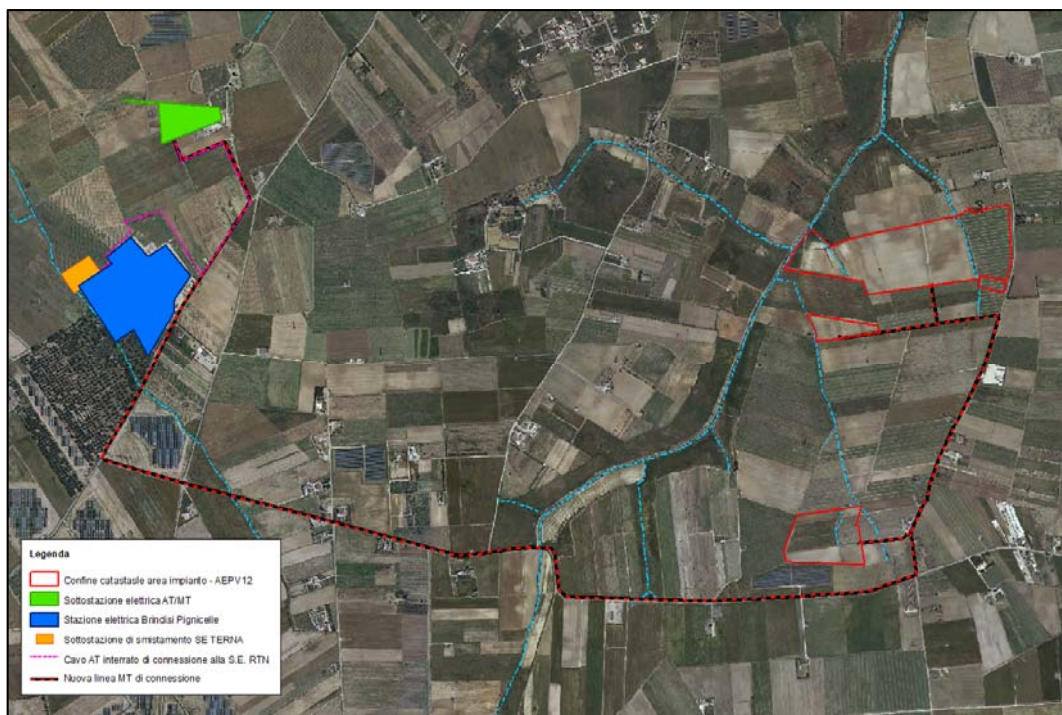 Legenda
Confine catastasle area impianto - AEPV12
Sottostazione elettrica AT/MT
Stazione elettrica Brindisi Pignicelle
Sottostazione di smistamento SE TERNA
Cavo AT interrato di connessione alla S.E. RTN
Nuova linea MT di connessione